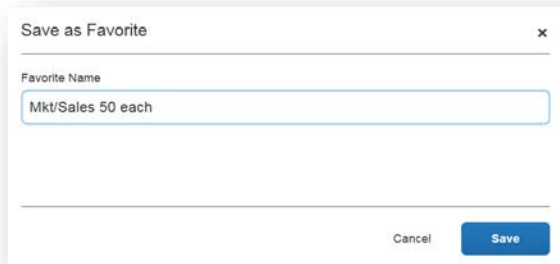 Save as Favorite
×
Favorite Name
Mkt/Sales 50 each
Cancel Save